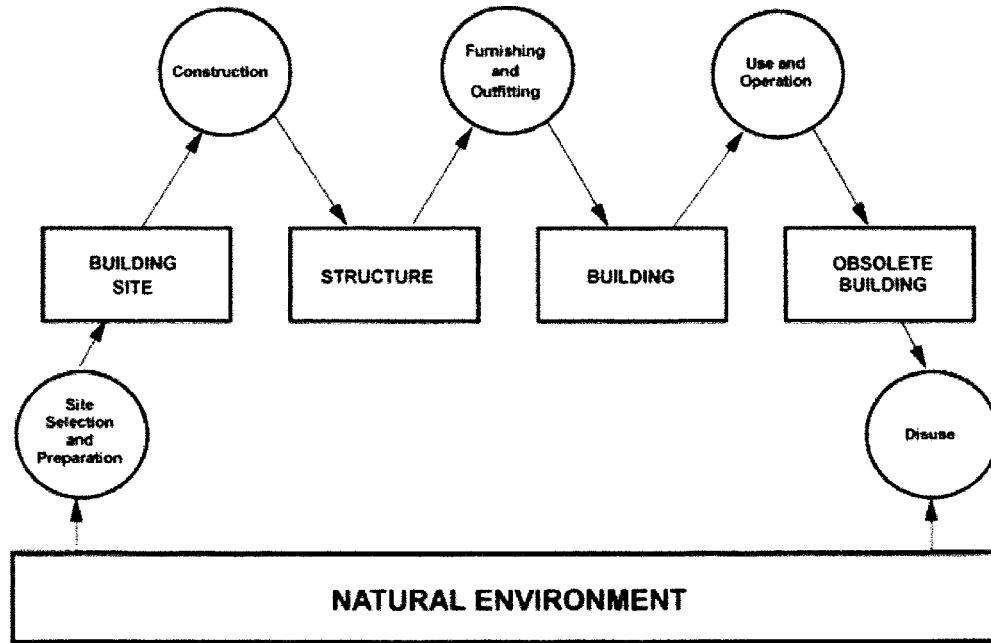 Construction
Furnishing
and
Outfitting
Use and
Operation
BUILDING
SITE
STRUCTURE
BUILDING
OBSOLETE
BUILDING
Site
Selection
and
Preparation
Disuse
NATURAL ENVIRONMENT